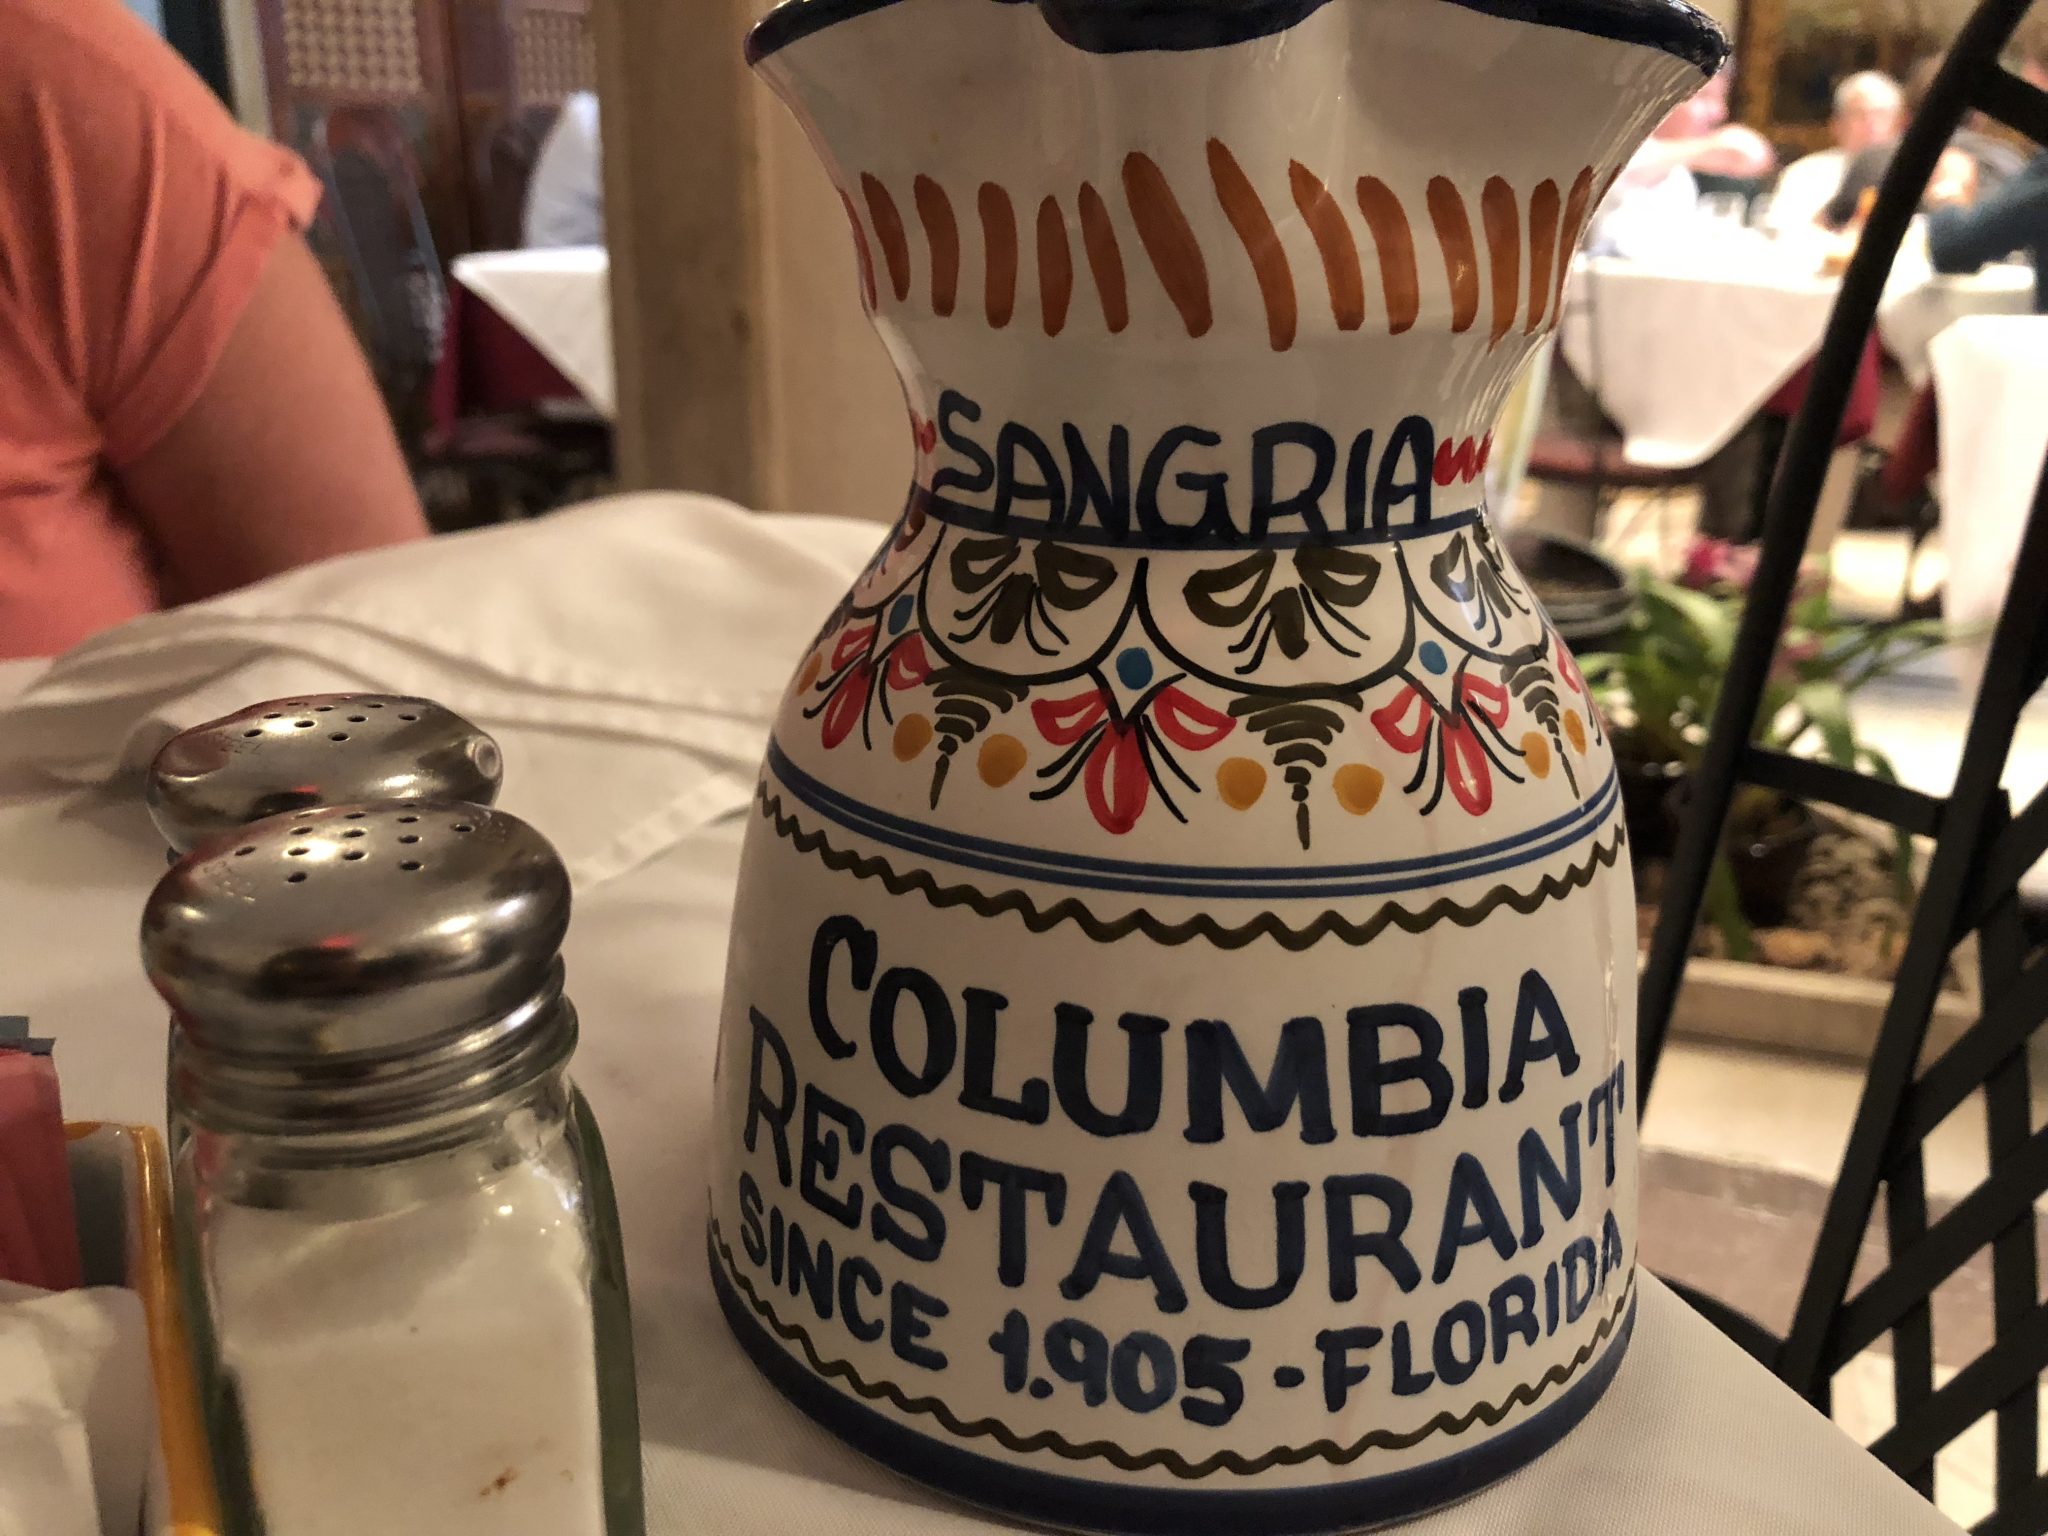 SANGRIA
COLUMBIA
RESTAURANT
SINCE 1.905 - FLORIDA